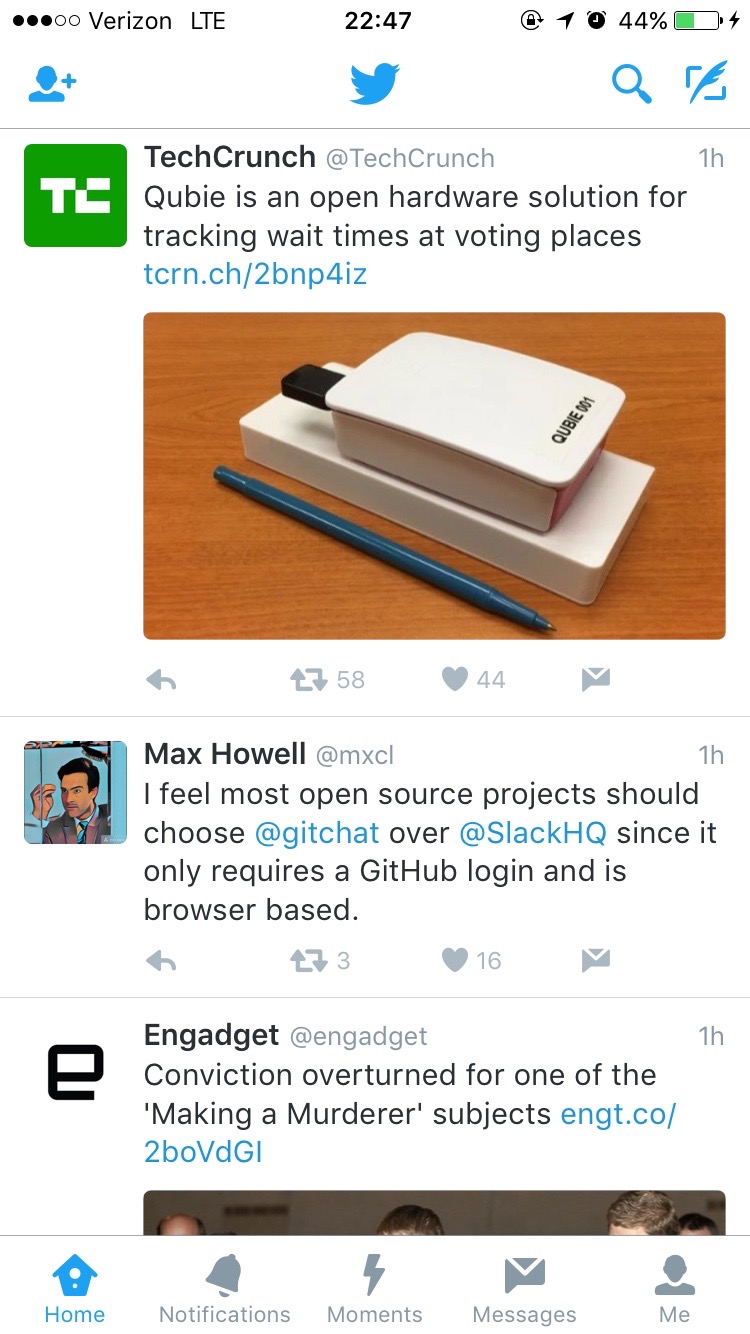 Verizon LTE 22:47 44%
TechCrunch @TechCrunch 1h
TC
Qubie is an open hardware solution for
tracking wait times at voting places
tcrn.ch/2bnp4iz
QUBIE 001
58 44
Max Howell @mxcl 1h
I feel most open source projects should
choose @gitchat over @SlackHQ since it
only requires a GitHub login and is
browser based.
3 16
Engadget @engadget 1h
e
Conviction overturned for one of the
'Making a Murderer' subjects engt.co/
2boVdGI
Home Notifications Moments Messages Me